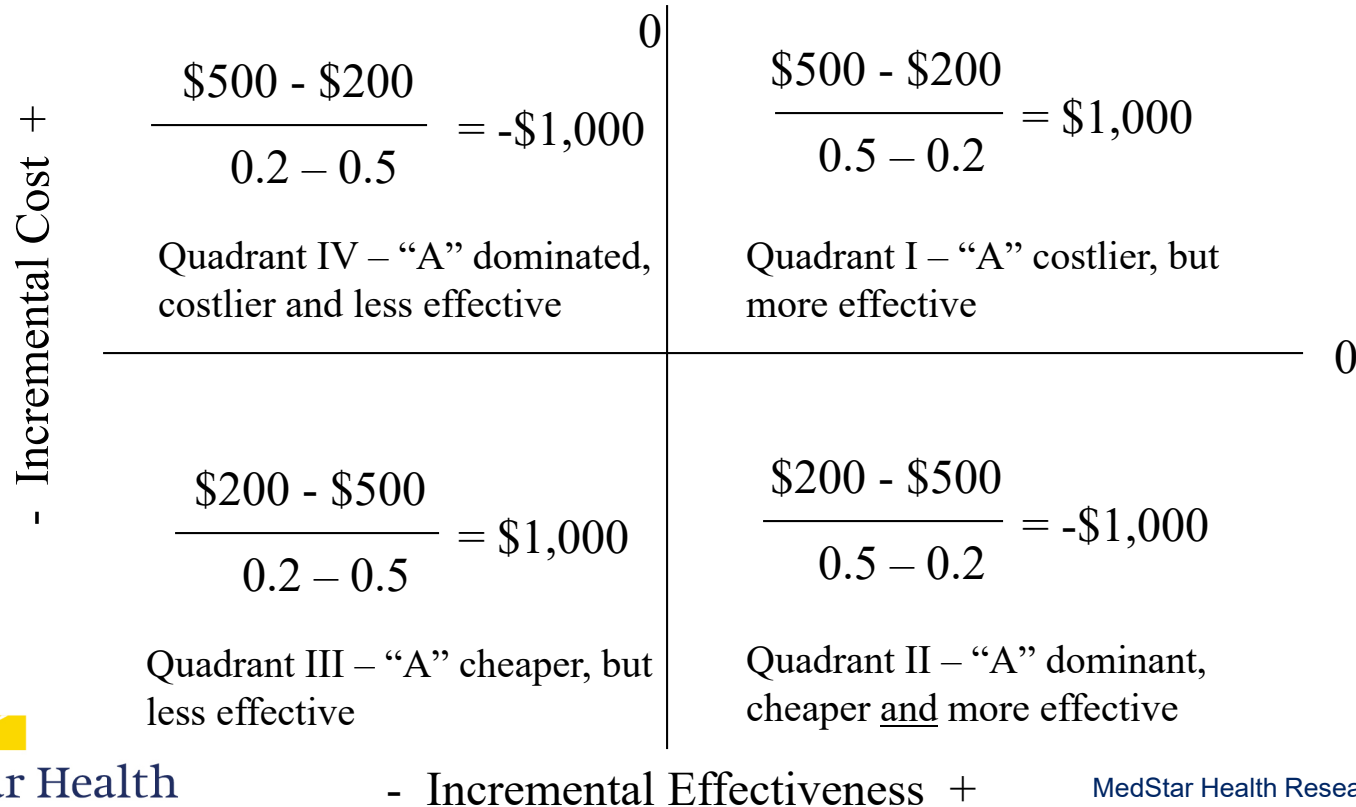 0
$500 - $200
0.2 – 0.5
= -$1,000
Quadrant IV – “A” dominated,
costlier and less effective
$500 - $200
0.5 – 0.2
= $1,000
Quadrant I – “A” costlier, but
more effective
- Incremental Cost +
0
$200 - $500
0.2 – 0.5
= $1,000
Quadrant III – “A” cheaper, but
less effective
$200 - $500
0.5 – 0.2
= -$1,000
Quadrant II – “A” dominant,
cheaper and more effective
- Incremental Effectiveness +
Health
MedStar Health